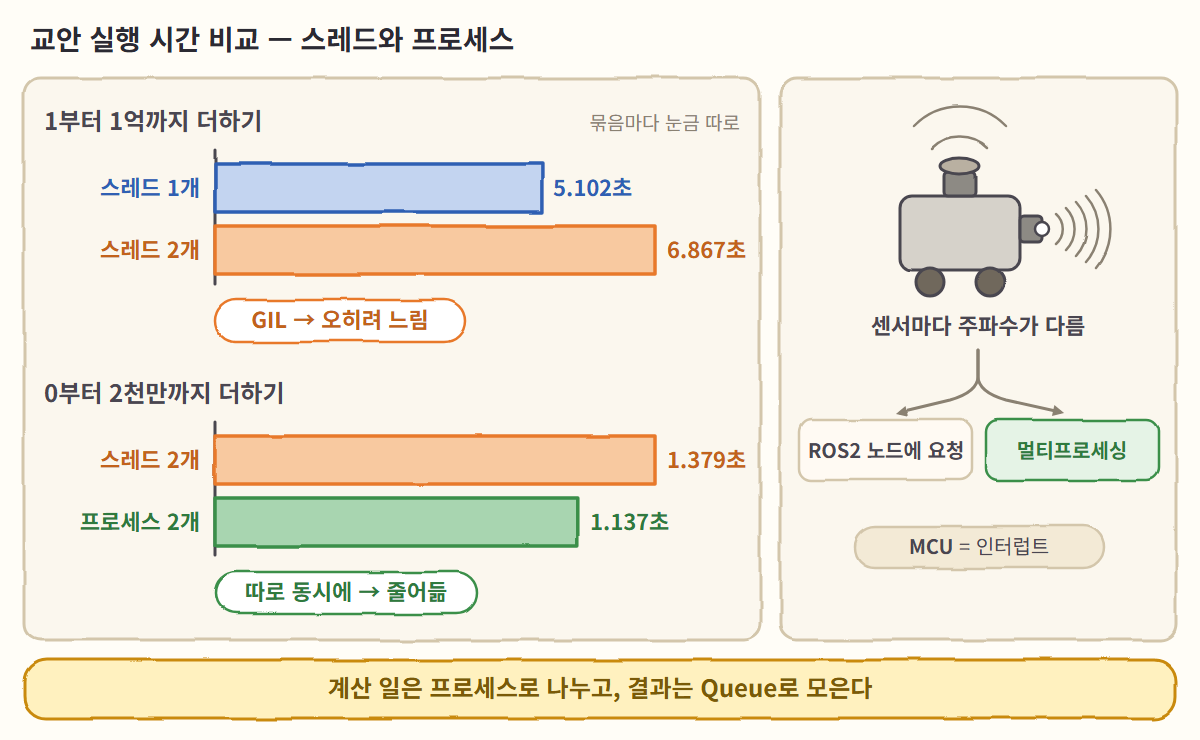 교안 실행 시간 비교 — 스레드와 프로세스
1부터 1억까지 더하기
묶음마다 눈금 따로
스레드 1개
5.102초
스레드 2개
6.867초
GIL → 오히려 느림
0부터 2천만까지 더하기
스레드 2개
1.379초
프로세스 2개
1.137초
따로 동시에 → 줄어듦
센서마다 주파수가 다름
ROS2 노드에 요청
멀티프로세싱
MCU = 인터럽트
계산 일은 프로세스로 나누고, 결과는 Queue로 모은다